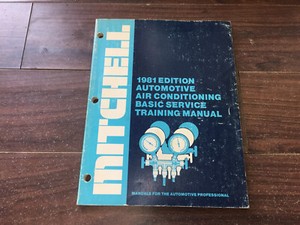 MITCHELL
1981 EDITION
AUTOMOTIVE
AIR CONDITIONING
BASIC SERVICE
TRAINING MANUAL
MANUALS FOR THE AUTOMOTIVE PROFESSIONAL